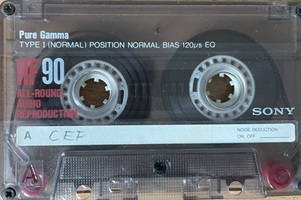 Pure Gamma
TYPE I (NORMAL) POSITION NORMAL BIAS 120µs EQ
HF 90
ALL-ROUND
AUDIO
REPRODUCTION
SONY
A CEF
NOISE REDUCTION
ON OFF
A